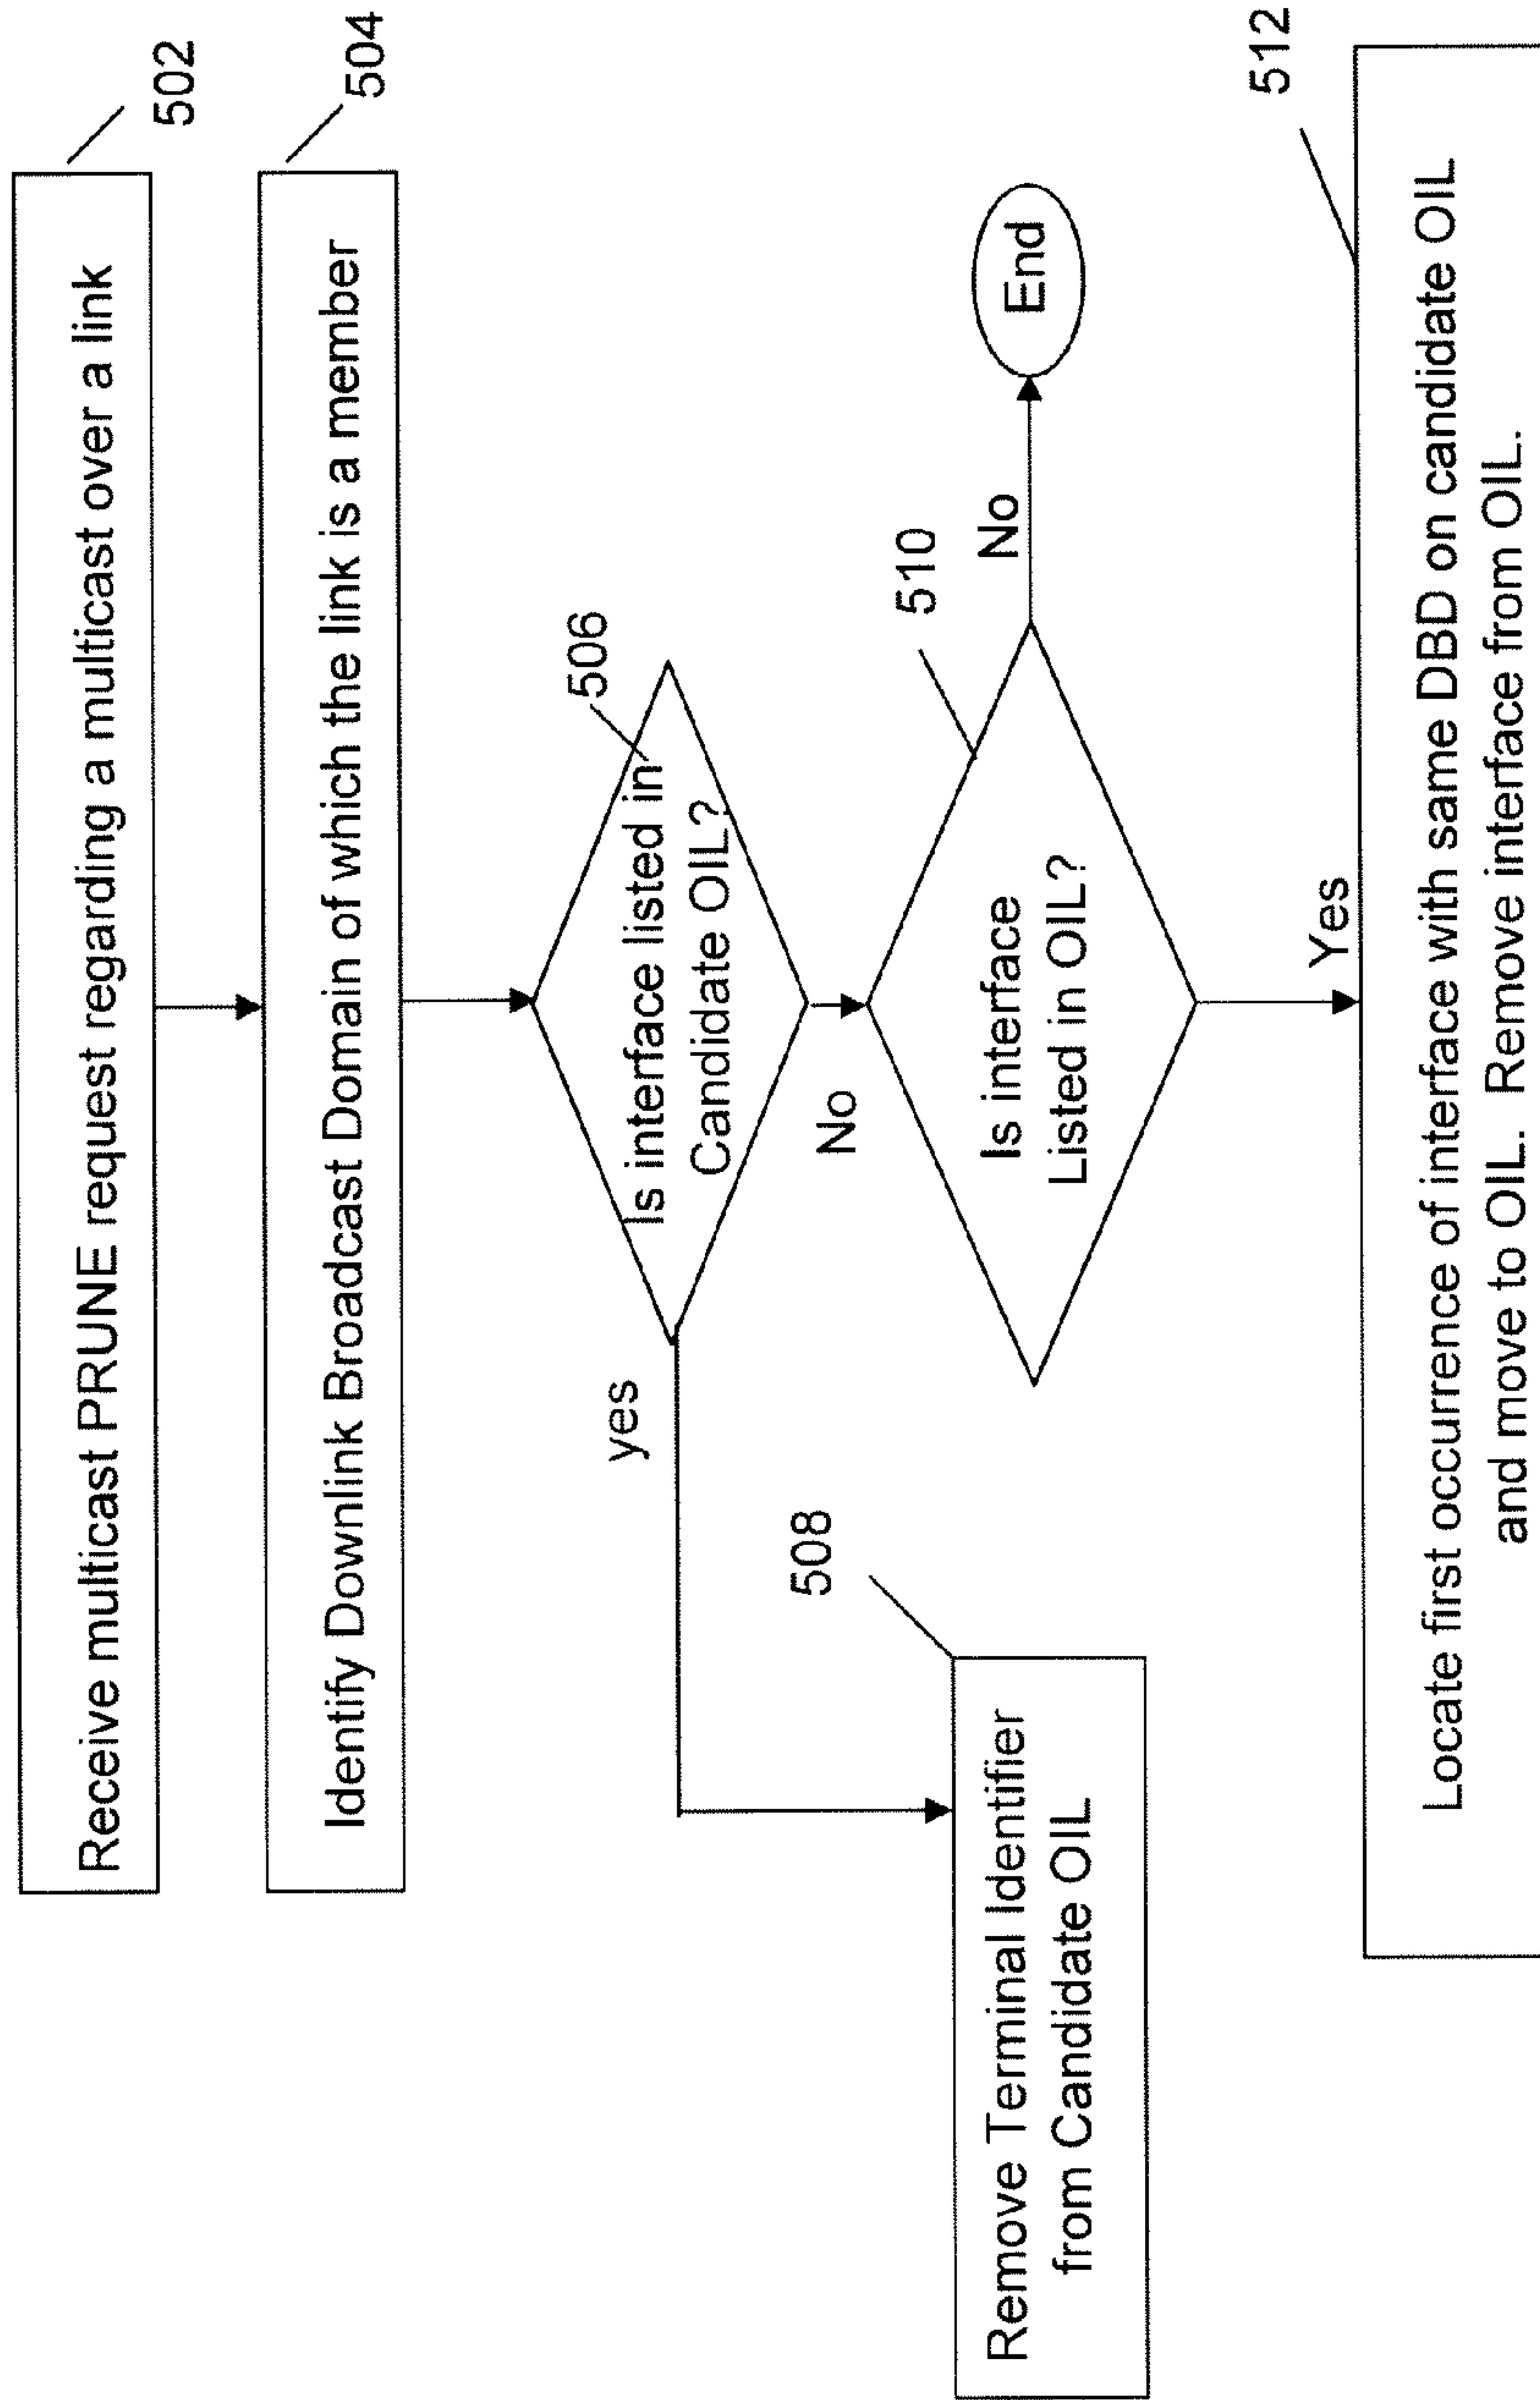 502
Receive multicast PRUNE request regarding a multicast over a link
504
Identify Downlink Broadcast Domain of which the link is a member
506
Is interface listed in
Candidate OIL?
yes
No
508
Remove Terminal Identifier
from Candidate OIL
510
Is interface
Listed in OIL?
No
End
Yes
512
Locate first occurrence of interface with same DBD on candidate OIL
and move to OIL. Remove interface from OIL.